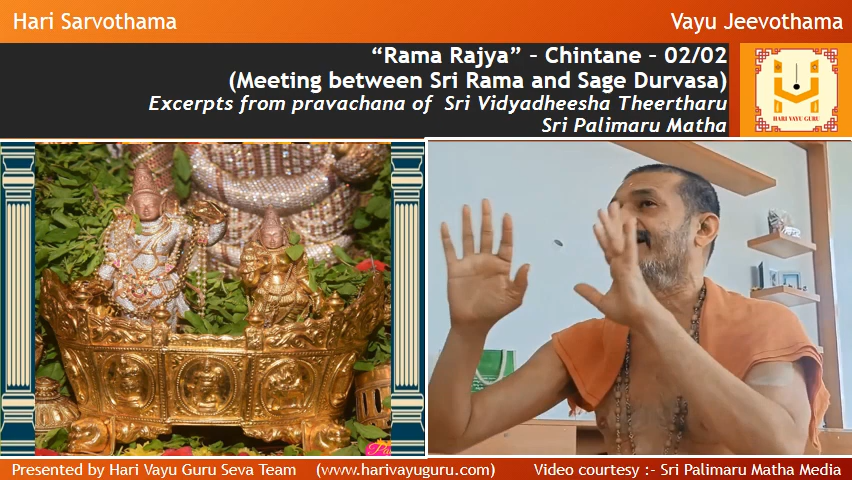 Hari Sarvothama
Vayu Jeevothama
“Rama Rajya” – Chintane – 02/02
(Meeting between Sri Rama and Sage Durvasa)
Excerpts from pravachana of Sri Vidyadheesha Theertharu
Sri Palimaru Matha
HARI VAYU GURU
Presented by Hari Vayu Guru Seva Team (www.harivayuguru.com)
Video courtesy :- Sri Palimaru Matha Media